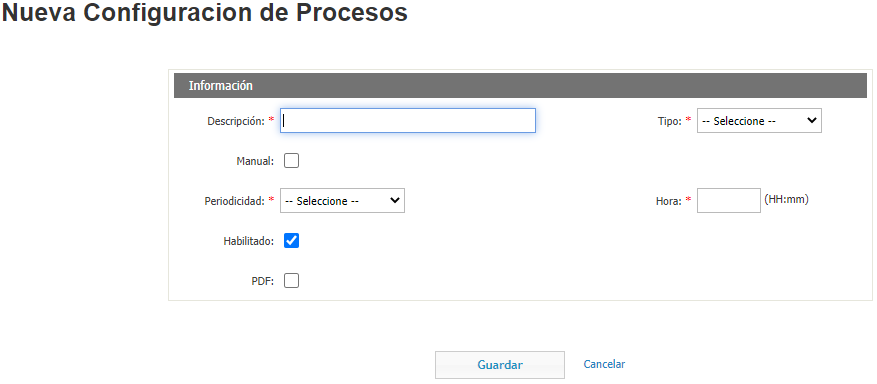 Nueva Configuracion de Procesos
Información
Descripción: * Tipo: * -- Seleccione --
Manual:
Periodicidad: * -- Seleccione -- Hora: * (HH:mm)
Habilitado:
PDF:
Guardar Cancelar